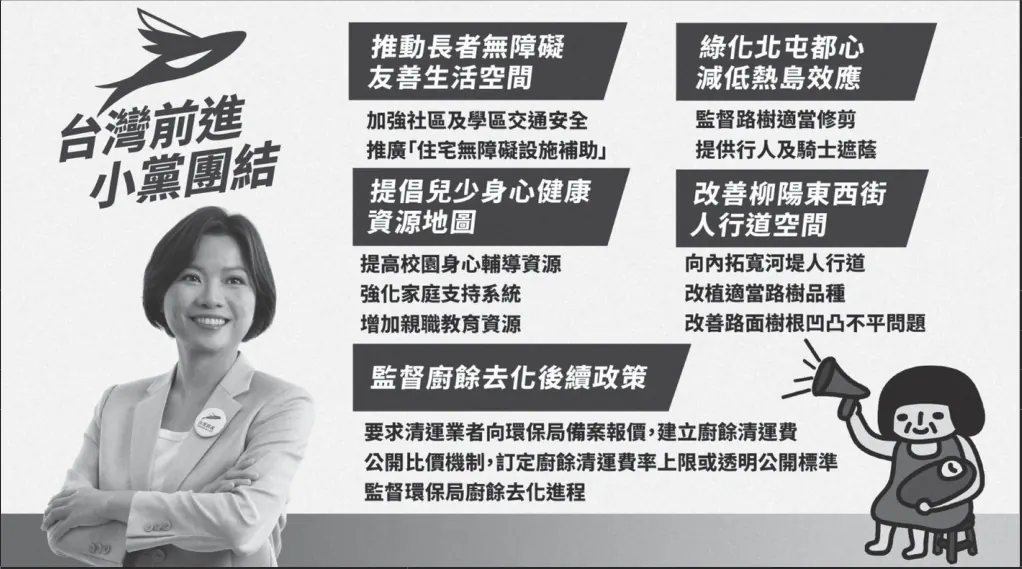 台灣前進
小黨團結
推動長者無障礙
友善生活空間
加強社區及學區交通安全
推廣「住宅無障礙設施補助」
提倡兒少身心健康
資源地圖
提高校園身心輔導資源
強化家庭支持系統
增加親職教育資源
綠化北屯都心
減低熱島效應
監督路樹適當修剪
提供行人及騎士遮蔭
改善柳陽東西街
人行道空間
向內拓寬河堤人行道
改植適當路樹品種
改善路面樹根凹凸不平問題
監督廚餘去化後續政策
要求清運業者向環保局備案報價，建立廚餘清運費
公開比價機制，訂定廚餘清運費率上限或透明公開標準
監督環保局廚餘去化進程